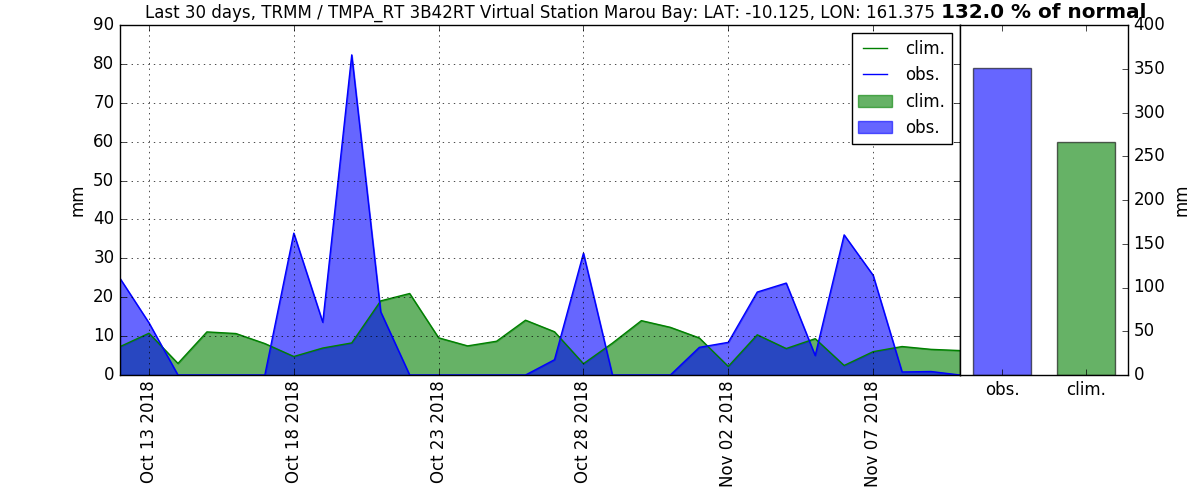 Last 30 days, TRMM / TMPA_RT 3B42RT Virtual Station Marou Bay: LAT: -10.125, LON: 161.375 132.0 % of normal
90
80
70
60
50
40
30
20
10
0
mm
clim.
obs.
clim.
obs.
Oct 13 2018
Oct 18 2018
Oct 23 2018
Oct 28 2018
Nov 02 2018
Nov 07 2018
400
350
300
250
200
150
100
50
0
mm
obs.
clim.